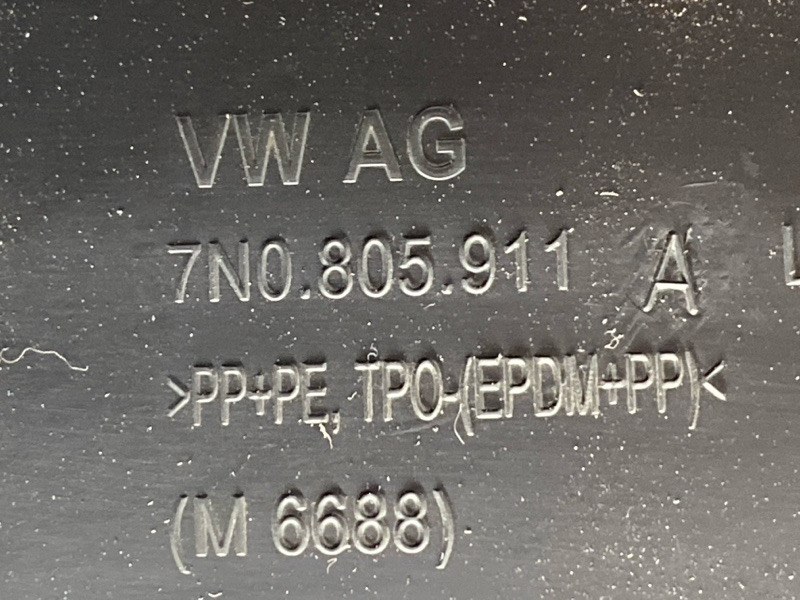 VW AG
7N0.805.911 A L
>PP+PE, TPO-(EPDM+PP)<
(M 6688)